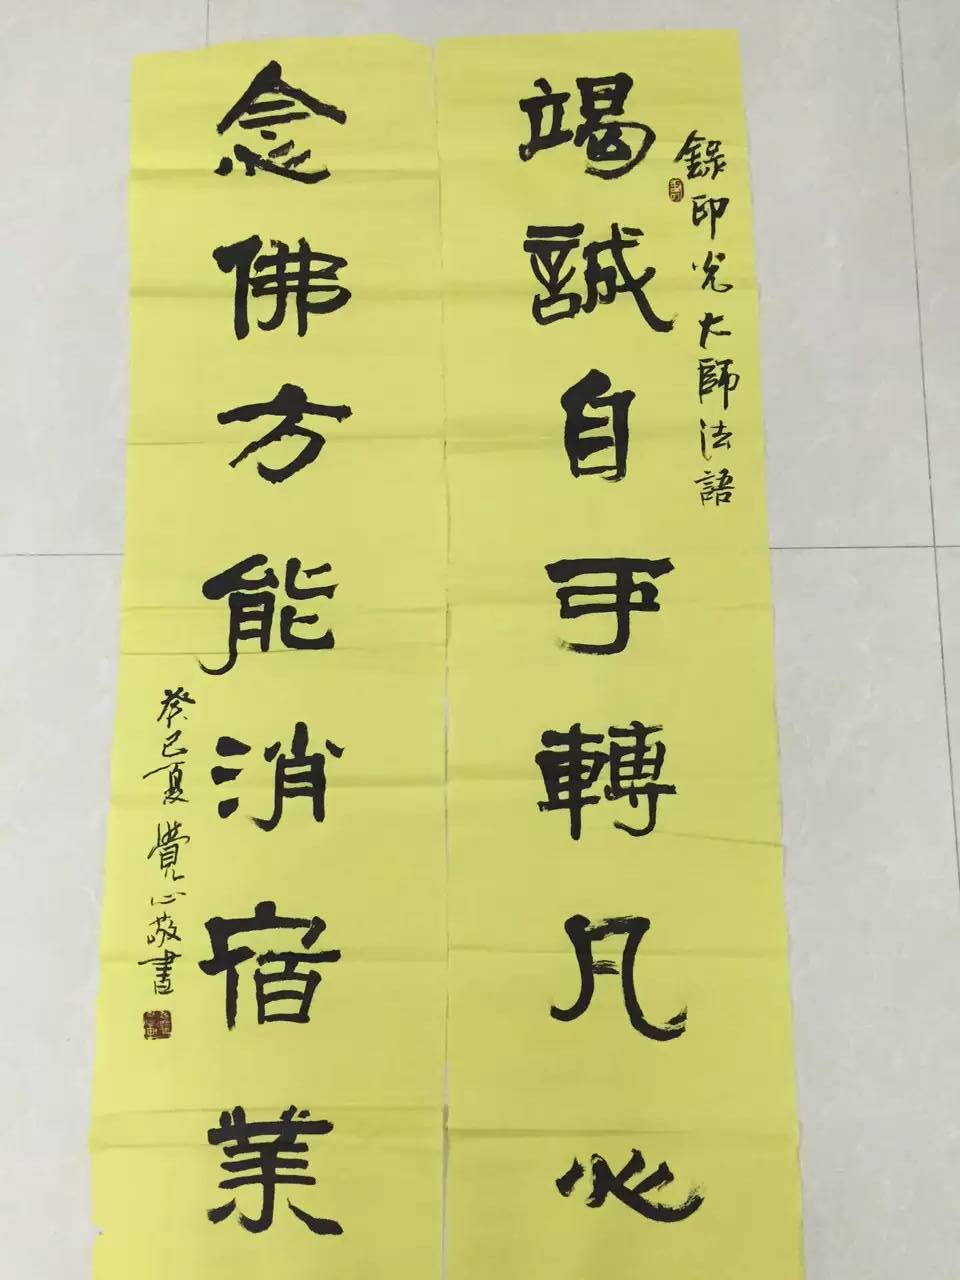 錄印光大師法語
竭誠自可轉凡心
念佛方能消宿業
癸巳夏覺心敬書